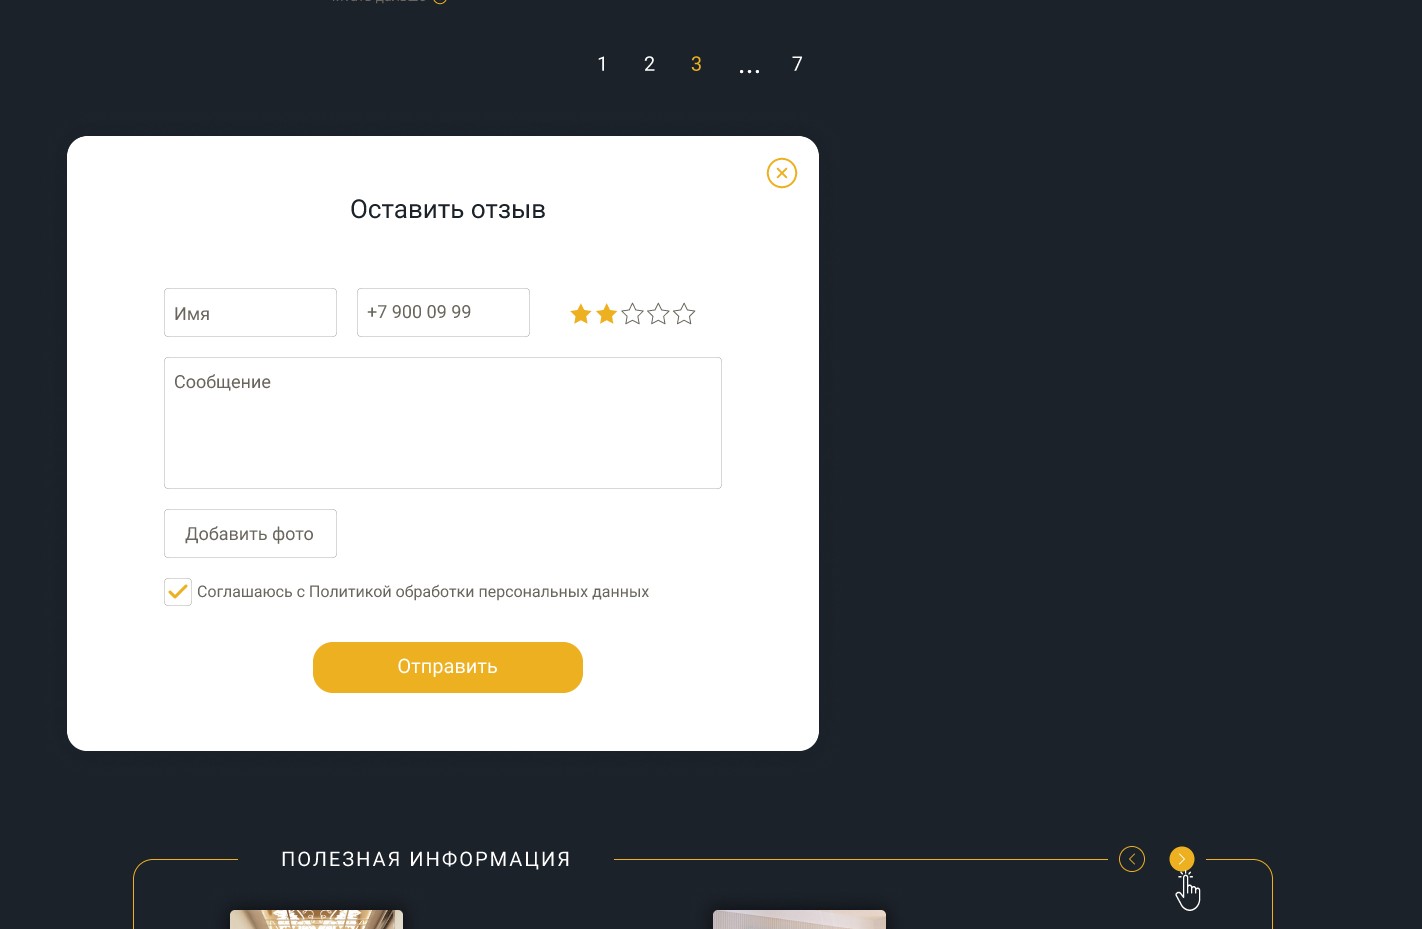 1 2 3 ... 7
Оставить отзыв
Имя
+7 900 09 99
Сообщение
Добавить фото
Соглашаюсь с Политикой обработки персональных данных
Отправить
ПОЛЕЗНАЯ ИНФОРМАЦИЯ